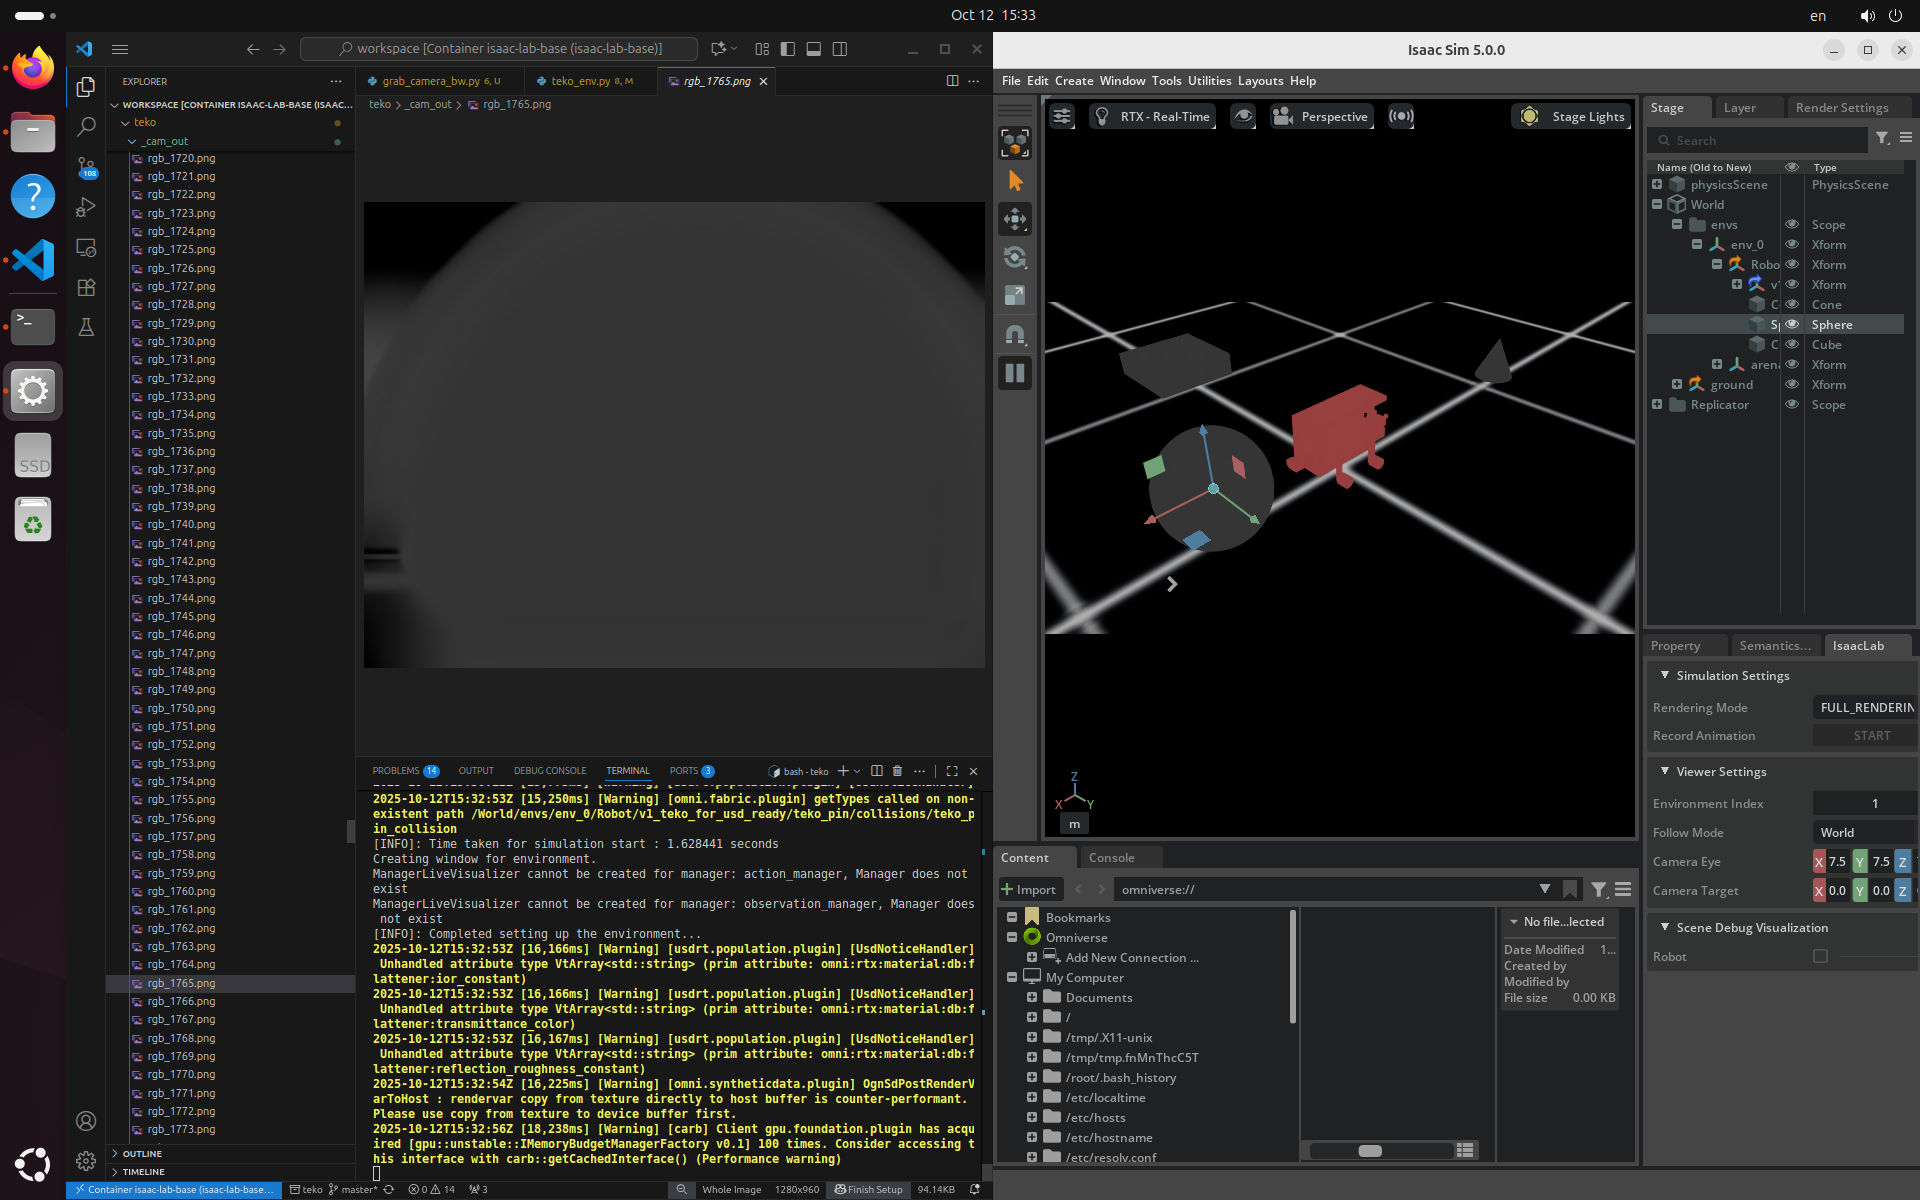 Oct 12 15:33
en
workspace [Container isaac-lab-base (isaac-lab-base)]
EXPLORER
WORKSPACE [CONTAINER ISAAC-LAB-BASE (ISAAC...
teko
_cam_out
rgb_1720.png
rgb_1721.png
rgb_1722.png
rgb_1723.png
rgb_1724.png
rgb_1725.png
rgb_1726.png
rgb_1727.png
rgb_1728.png
rgb_1729.png
rgb_1730.png
rgb_1731.png
rgb_1732.png
rgb_1733.png
rgb_1734.png
rgb_1735.png
rgb_1736.png
rgb_1737.png
rgb_1738.png
rgb_1739.png
rgb_1740.png
rgb_1741.png
rgb_1742.png
rgb_1743.png
rgb_1744.png
rgb_1745.png
rgb_1746.png
rgb_1747.png
rgb_1748.png
rgb_1749.png
rgb_1750.png
rgb_1751.png
rgb_1752.png
rgb_1753.png
rgb_1754.png
rgb_1755.png
rgb_1756.png
rgb_1757.png
rgb_1758.png
rgb_1759.png
rgb_1760.png
rgb_1761.png
rgb_1762.png
rgb_1763.png
rgb_1764.png
rgb_1765.png
rgb_1766.png
rgb_1767.png
rgb_1768.png
rgb_1769.png
rgb_1770.png
rgb_1771.png
rgb_1772.png
rgb_1773.png
OUTLINE
TIMELINE
108
SSD
grab_camera_bw.py 6, U
teko_env.py 8, M
rgb_1765.png
teko > _cam_out > rgb_1765.png
PROBLEMS 14
OUTPUT
DEBUG CONSOLE
TERMINAL
PORTS 3
bash - teko
2025-10-12T15:32:53Z [15,250ms] [Warning] [omni.fabric.plugin] getTypes called on non-
existent path /World/envs/env_0/Robot/v1_teko_for_usd_ready/teko_pin/collisions/teko_p
in_collision
[INFO]: Time taken for simulation start : 1.628441 seconds
Creating window for environment.
ManagerLiveVisualizer cannot be created for manager: action_manager, Manager does not
exist
ManagerLiveVisualizer cannot be created for manager: observation_manager, Manager does
not exist
[INFO]: Completed setting up the environment...
2025-10-12T15:32:53Z [16,166ms] [Warning] [usdrt.population.plugin] [UsdNoticeHandler]
Unhandled attribute type VtArray<std::string> (prim attribute: omni:rtx:material:db:f
lattener:ior_constant)
2025-10-12T15:32:53Z [16,166ms] [Warning] [usdrt.population.plugin] [UsdNoticeHandler]
Unhandled attribute type VtArray<std::string> (prim attribute: omni:rtx:material:db:f
lattener:transmittance_color)
2025-10-12T15:32:53Z [16,167ms] [Warning] [usdrt.population.plugin] [UsdNoticeHandler]
Unhandled attribute type VtArray<std::string> (prim attribute: omni:rtx:material:db:f
lattener:reflection_roughness_constant)
2025-10-12T15:32:54Z [16,225ms] [Warning] [omni.syntheticdata.plugin] OgnSdPostRenderV
arToHost : rendervar copy from texture directly to host buffer is counter-performant.
Please use copy from texture to device buffer first.
2025-10-12T15:32:56Z [18,238ms] [Warning] [carb] Client gpu.foundation.plugin has acqu
ired [gpu::unstable::IMemoryBudgetManagerFactory v0.1] 100 times. Consider accessing t
his interface with carb::getCachedInterface() (Performance warning)
Container isaac-lab-base (isaac-lab-base...
teko
master*
0 14
3
Whole Image
1280x960
Finish Setup
94.14KB
Isaac Sim 5.0.0
File Edit Create Window Tools Utilities Layouts Help
RTX - Real-Time
Perspective
Stage Lights
Z
X
Y
m
Stage
Layer
Render Settings
Search
Name (Old to New)
Type
physicsScene PhysicsScene
World
envs Scope
env_0 Xform
Robo Xform
v Xform
C Cone
Sp Sphere
C Cube
aren Xform
ground Xform
Replicator Scope
Property
Semantics...
IsaacLab
Simulation Settings
Rendering Mode FULL_RENDERIN
Record Animation START
Viewer Settings
Environment Index 1
Follow Mode World
Camera Eye X 7.5 Y 7.5 Z
Camera Target X 0.0 Y 0.0 Z
Scene Debug Visualization
Robot
Content
Console
Import
omniverse://
Bookmarks
Omniverse
Add New Connection ...
My Computer
Documents
/
/tmp/.X11-unix
/tmp/tmp.fnMnThcC5T
/root/.bash_history
/etc/localtime
/etc/hosts
/etc/hostname
/etc/resolv.conf
No file...lected
Date Modified 1...
Created by
Modified by
File size 0.00 KB